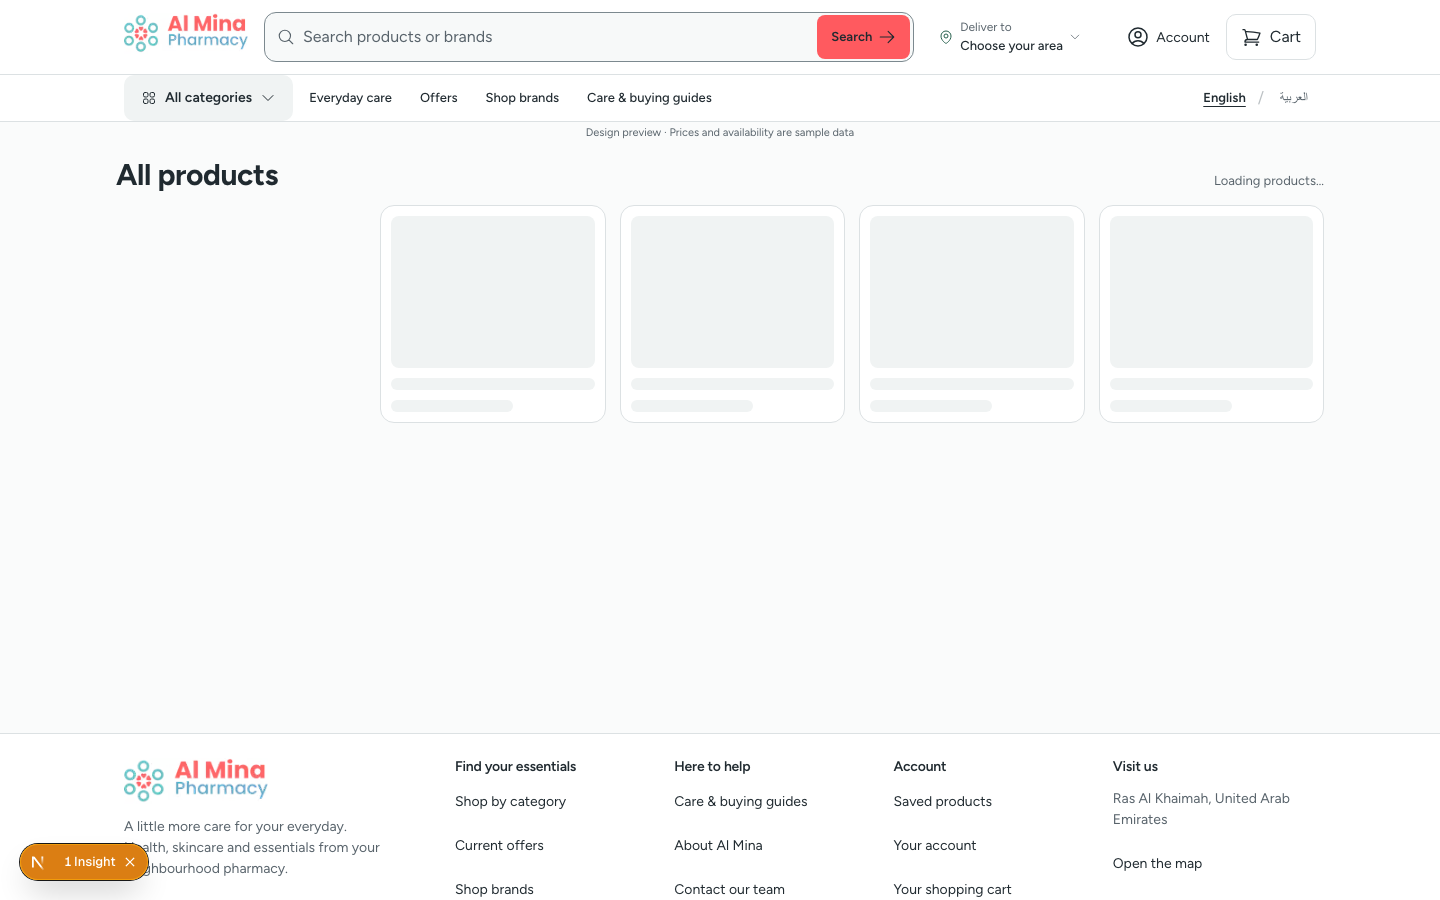 Al Mina
Pharmacy
Search products or brands
Search
Deliver to
Choose your area
Account
Cart
All categories
Everyday care
Offers
Shop brands
Care & buying guides
English / العربية
Design preview · Prices and availability are sample data
All products
Loading products...
Al Mina
Pharmacy
A little more care for your everyday.
Health, skincare and essentials from your
neighbourhood pharmacy.
Find your essentials
Shop by category
Current offers
Shop brands
Here to help
Care & buying guides
About Al Mina
Contact our team
Account
Saved products
Your account
Your shopping cart
Visit us
Ras Al Khaimah, United Arab
Emirates
Open the map
N 1 Insight